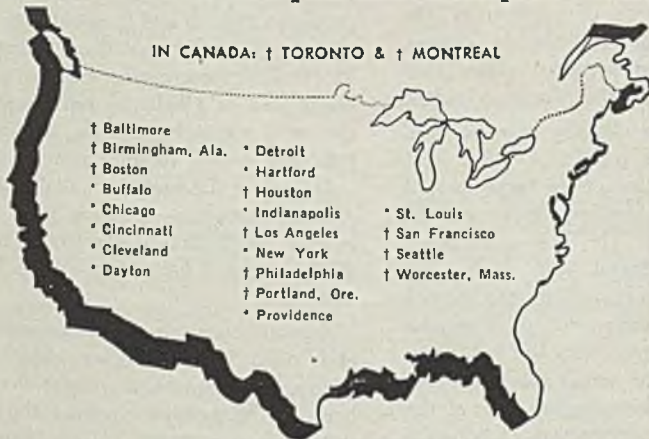 IN CANADA: † TORONTO & † MONTREAL
† Baltimore
† Birmingham, Ala.
† Boston
* Buffalo
* Chicago
* Cincinnati
* Cleveland
* Dayton
* Detroit
* Hartford
† Houston
* Indianapolis
† Los Angeles
* New York
† Philadelphia
† Portland, Ore.
* Providence
* St. Louis
† San Francisco
† Seattle
† Worcester, Mass.